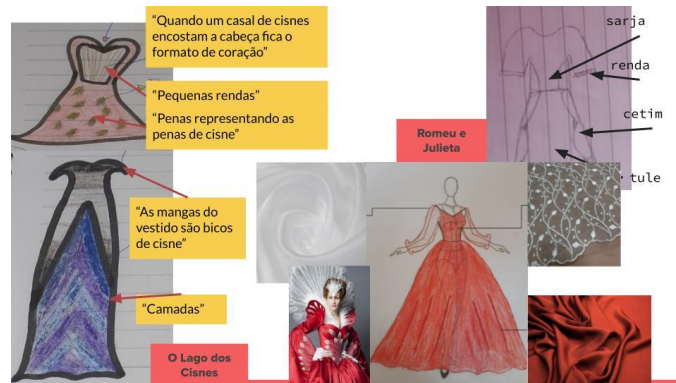 “Quando um casal de cisnes
encostam a cabeça fica o
formato de coração”
“Pequenas rendas”
“Penas representando as
penas de cisne”
“As mangas do
vestido são bicos
de cisne”
“Camadas”
O Lago dos
Cisnes
Romeu e
Julieta
sarja
renda
cetim
tule